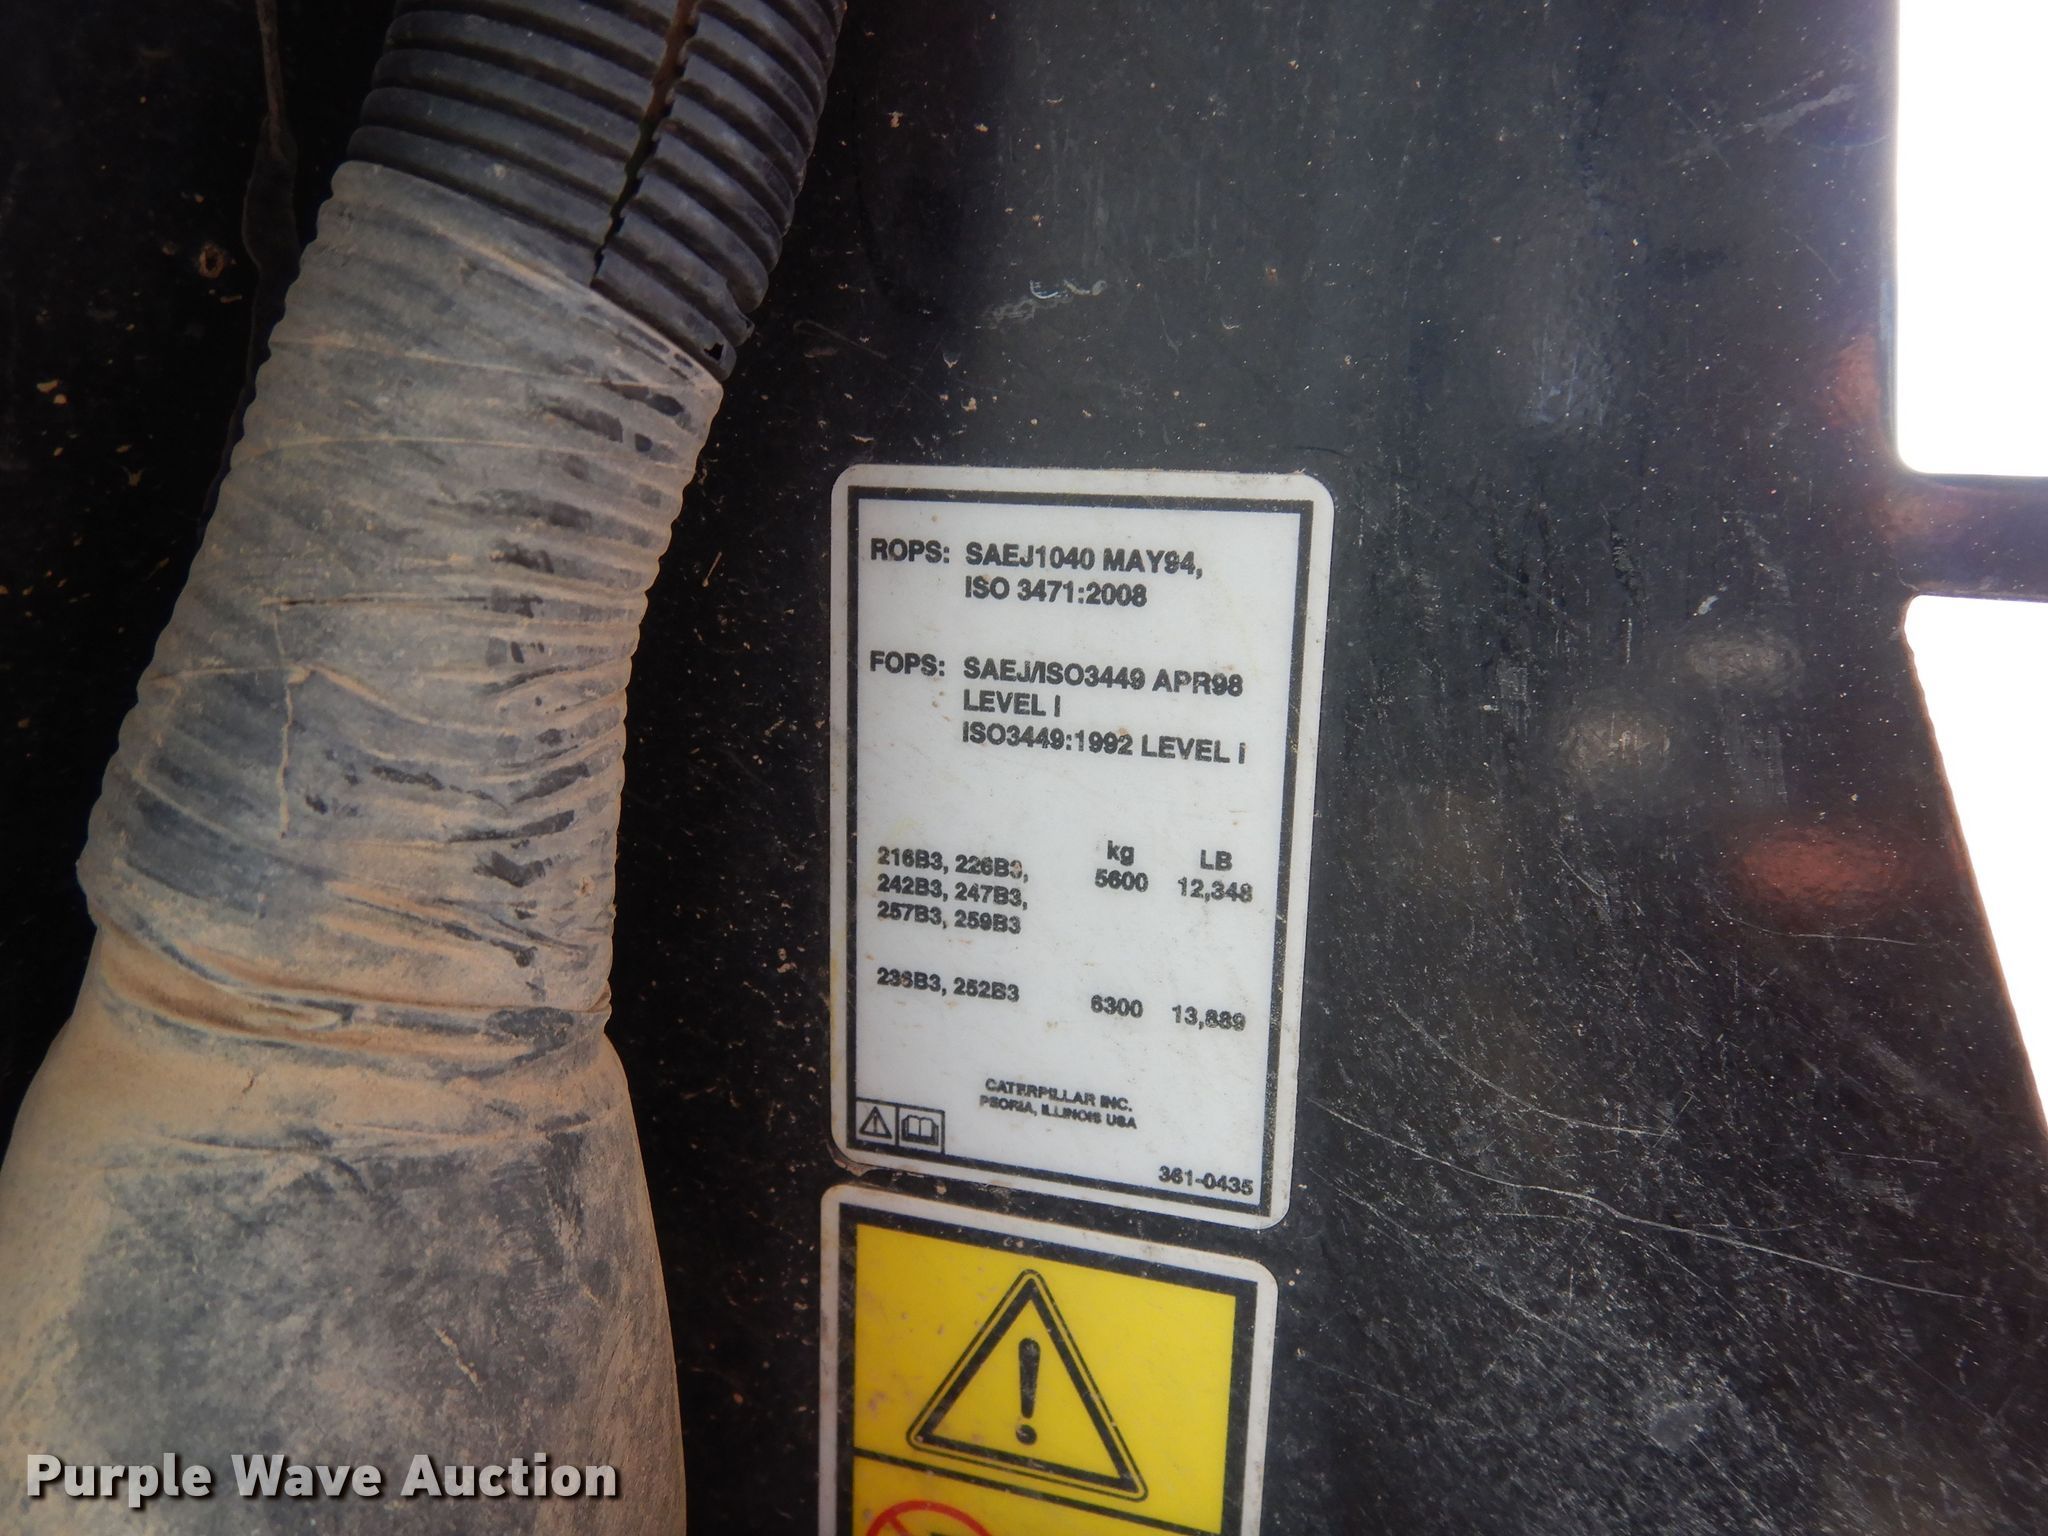 ROPS: SAEJ1040 MAY94,
ISO 3471:2008
FOPS: SAEJ/ISO3449 APR98
LEVEL I
ISO3449:1992 LEVEL I
kg LB
216B3, 226B3, 5600 12,348
242B3, 247B3,
257B3, 259B3
236B3, 252B3 6300 13,889
CATERPILLAR INC.
PEORIA, ILLINOIS USA
361-0435
Purple Wave Auction